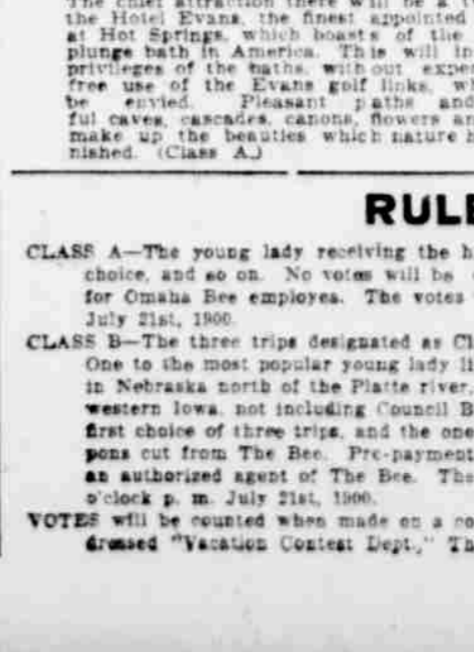 The chief attraction there will be a
the Hotel Evans, the finest appointed
at Hot Springs, which boasts of the
plunge bath in America. This will in
privileges of the baths, without expen
free use of the Evans golf links, wh
be envied. Pleasant paths and
ful caves, cascades, canons, flowers an
make up the beauties which nature h
nished. (Class A.)
RULE
CLASS A—The young lady receiving the h
choice, and so on. No votes will be
for Omaha Bee employes. The votes
July 21st, 1900.
CLASS B—The three trips designated as Cl
One to the most popular young lady li
in Nebraska north of the Platte river,
western Iowa, not including Council B
first choice of three trips, and the one
pons cut from The Bee. Pre-payment
an authorized agent of The Bee. The
o'clock p. m. July 21st, 1900.
VOTES will be counted when made on a co
dressed "Vacation Contest Dept.," Th